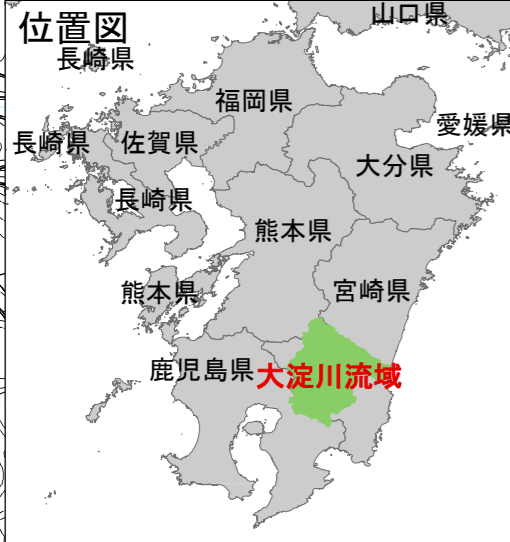 位置図
山口県
長崎県
福岡県
愛媛県
長崎県
佐賀県
大分県
長崎県
熊本県
熊本県
宮崎県
鹿児島県
大淀川流域